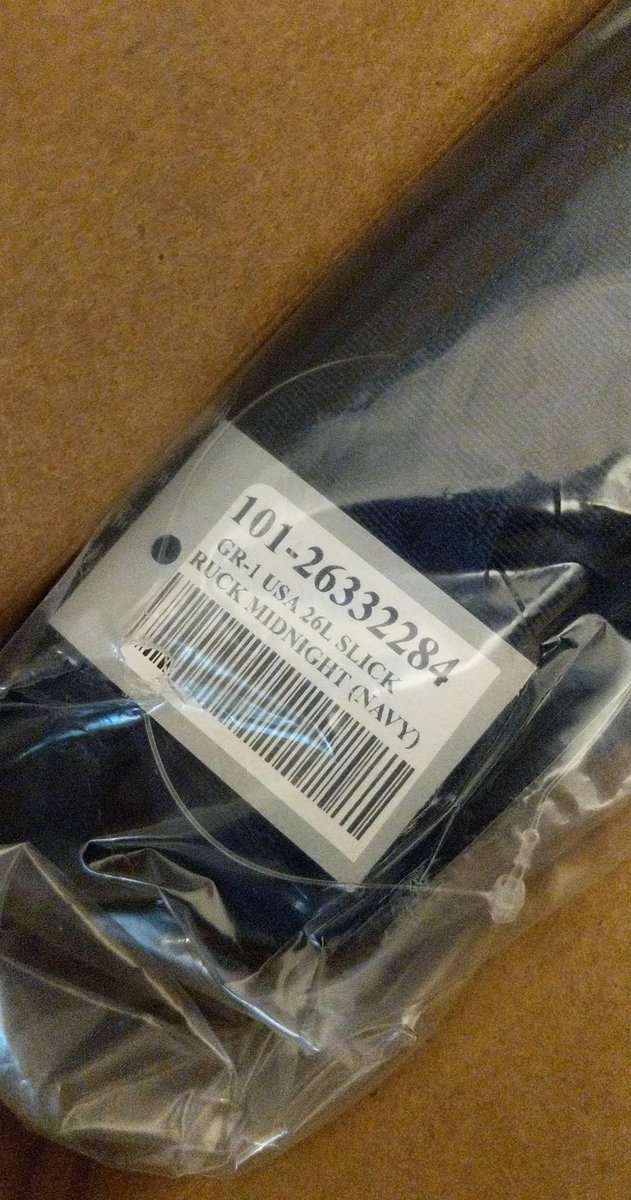 101-26332284
GR-1 USA 26L SLICK
RUCK MIDNIGHT (NAVY)